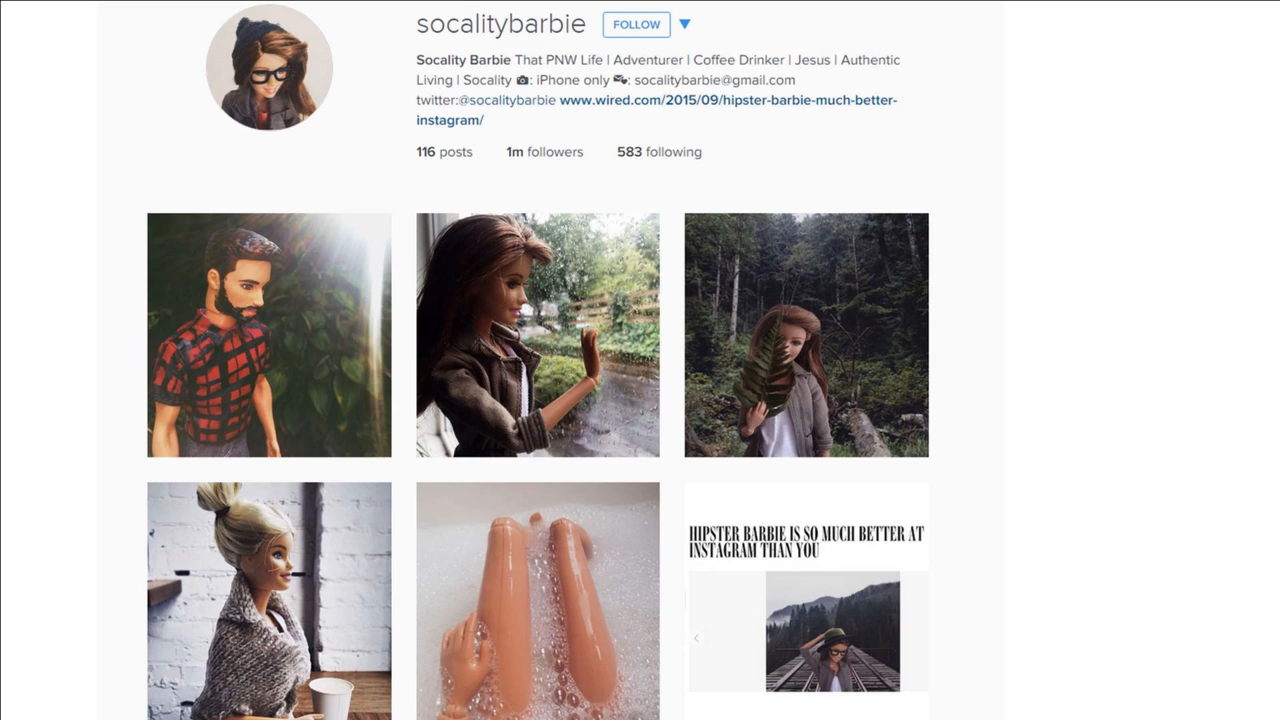 socalitybarbie FOLLOW
Socality Barbie That PNW Life | Adventurer | Coffee Drinker | Jesus | Authentic
Living | Socality 📷: iPhone only : socalitybarbie@gmail.com
twitter:@socalitybarbie www.wired.com/2015/09/hipster-barbie-much-better-
instagram/
116 posts 1m followers 583 following
HIPSTER BARBIE IS SO MUCH BETTER AT
INSTAGRAM THAN YOU